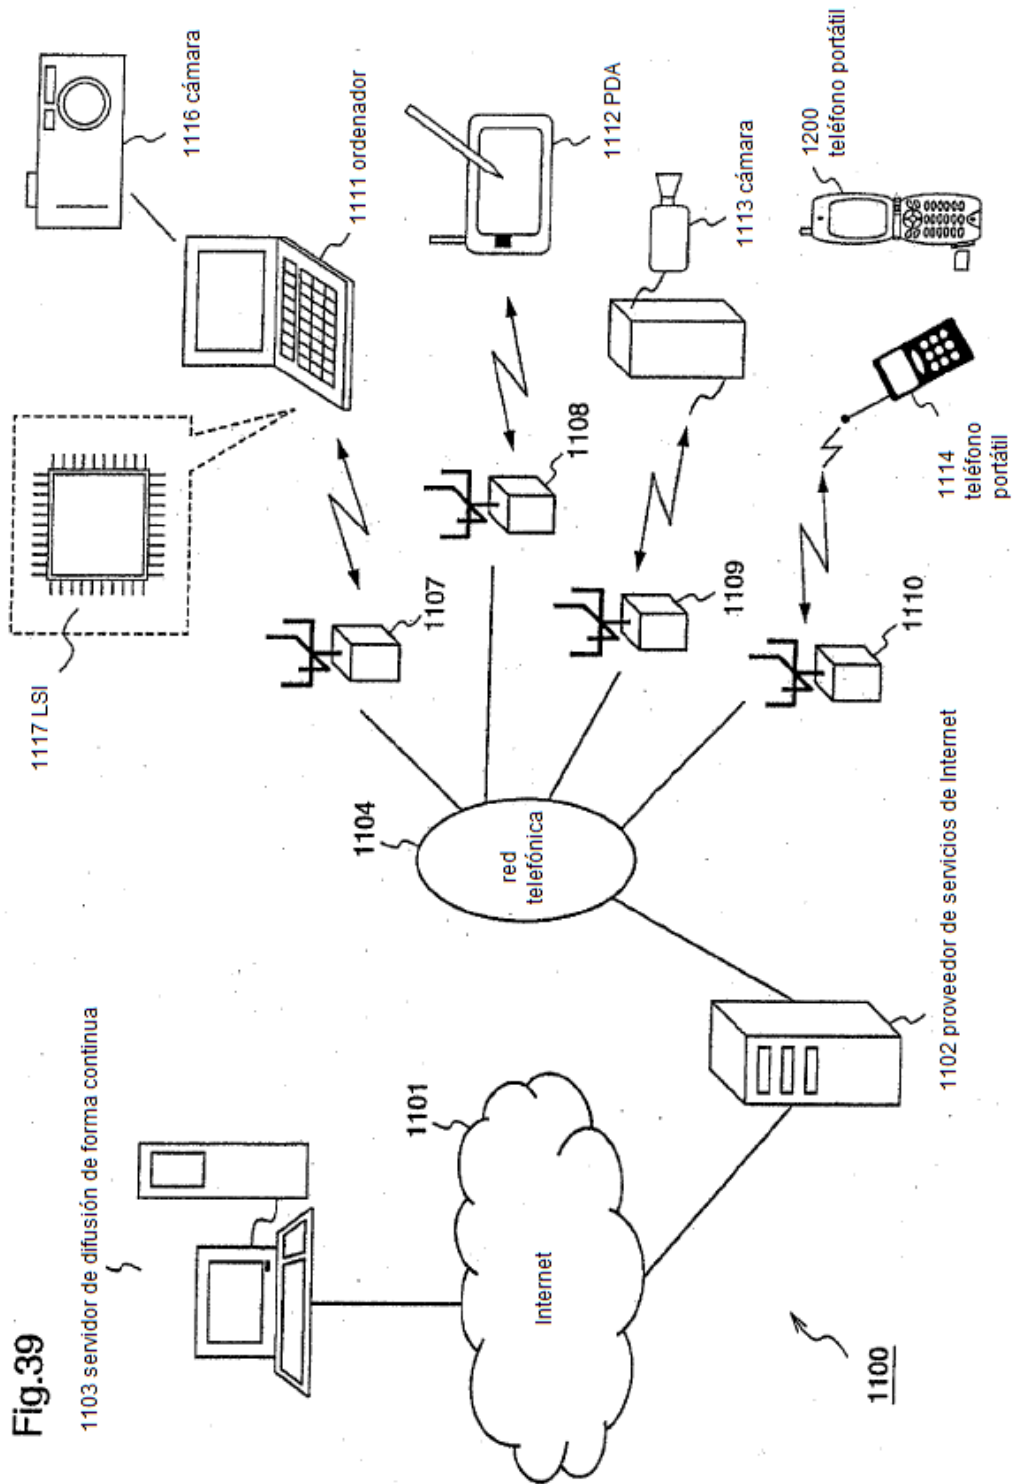 Fig.39
1103 servidor de difusión de forma continua
1101
Internet
1100
1102 proveedor de servicios de Internet
1104
red
telefónica
1117 LSI
1107
1108
1109
1110
1116 cámara
1111 ordenador
1112 PDA
1113 cámara
1114
teléfono
portátil
1200
teléfono portátil